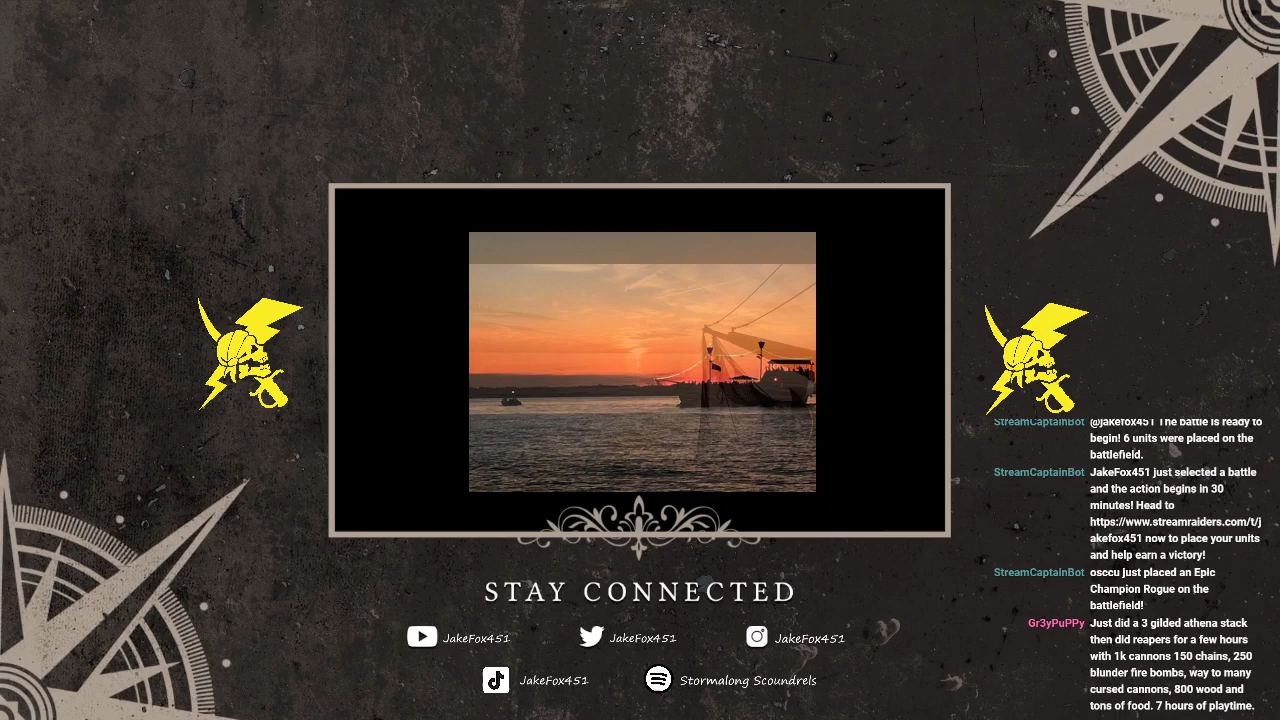 StreamCaptainBot @jakefox451 The battle is ready to
begin! 6 units were placed on the
battlefield.
StreamCaptainBot JakeFox451 just selected a battle
and the action begins in 30
minutes! Head to
https://www.streamraiders.com/t/j
akefox451 now to place your units
and help earn a victory!
StreamCaptainBot osccu just placed an Epic
Champion Rogue on the
battlefield!
Gr3yPuPPy Just did a 3 gilded athena stack
then did reapers for a few hours
with 1k cannons 150 chains, 250
blunder fire bombs, way to many
cursed cannons, 800 wood and
tons of food. 7 hours of playtime.
STAY CONNECTED
JakeFox451 JakeFox451 JakeFox451
JakeFox451 Stormalong Scoundrels